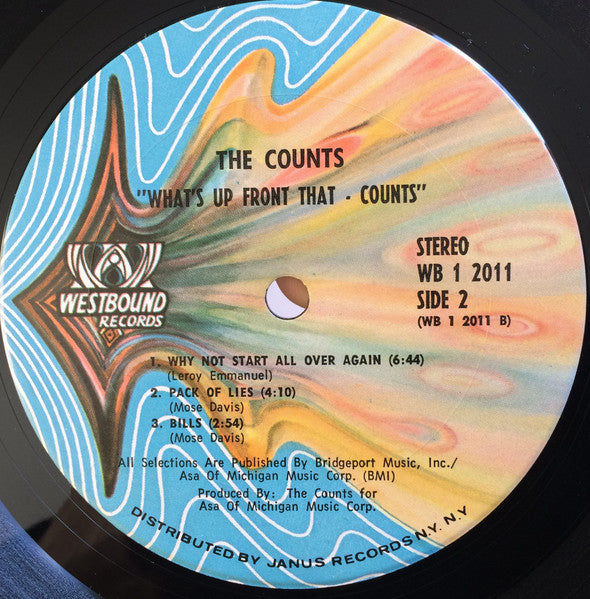 THE COUNTS
"WHAT'S UP FRONT THAT - COUNTS"
STEREO
WB 1 2011
SIDE 2
(WB 1 2011 B)
WESTBOUND
RECORDS
1. WHY NOT START ALL OVER AGAIN (6:44)
(Leroy Emmanuel)
2. PACK OF LIES (4:10)
(Mose Davis)
3. BILLS (2:54)
(Mose Davis)
All Selections Are Published By Bridgeport Music, Inc./
Asa Of Michigan Music Corp. (BMI)
Produced By: The Counts for
Asa Of Michigan Music Corp.
DISTRIBUTED BY JANUS RECORDS N.Y. N.Y